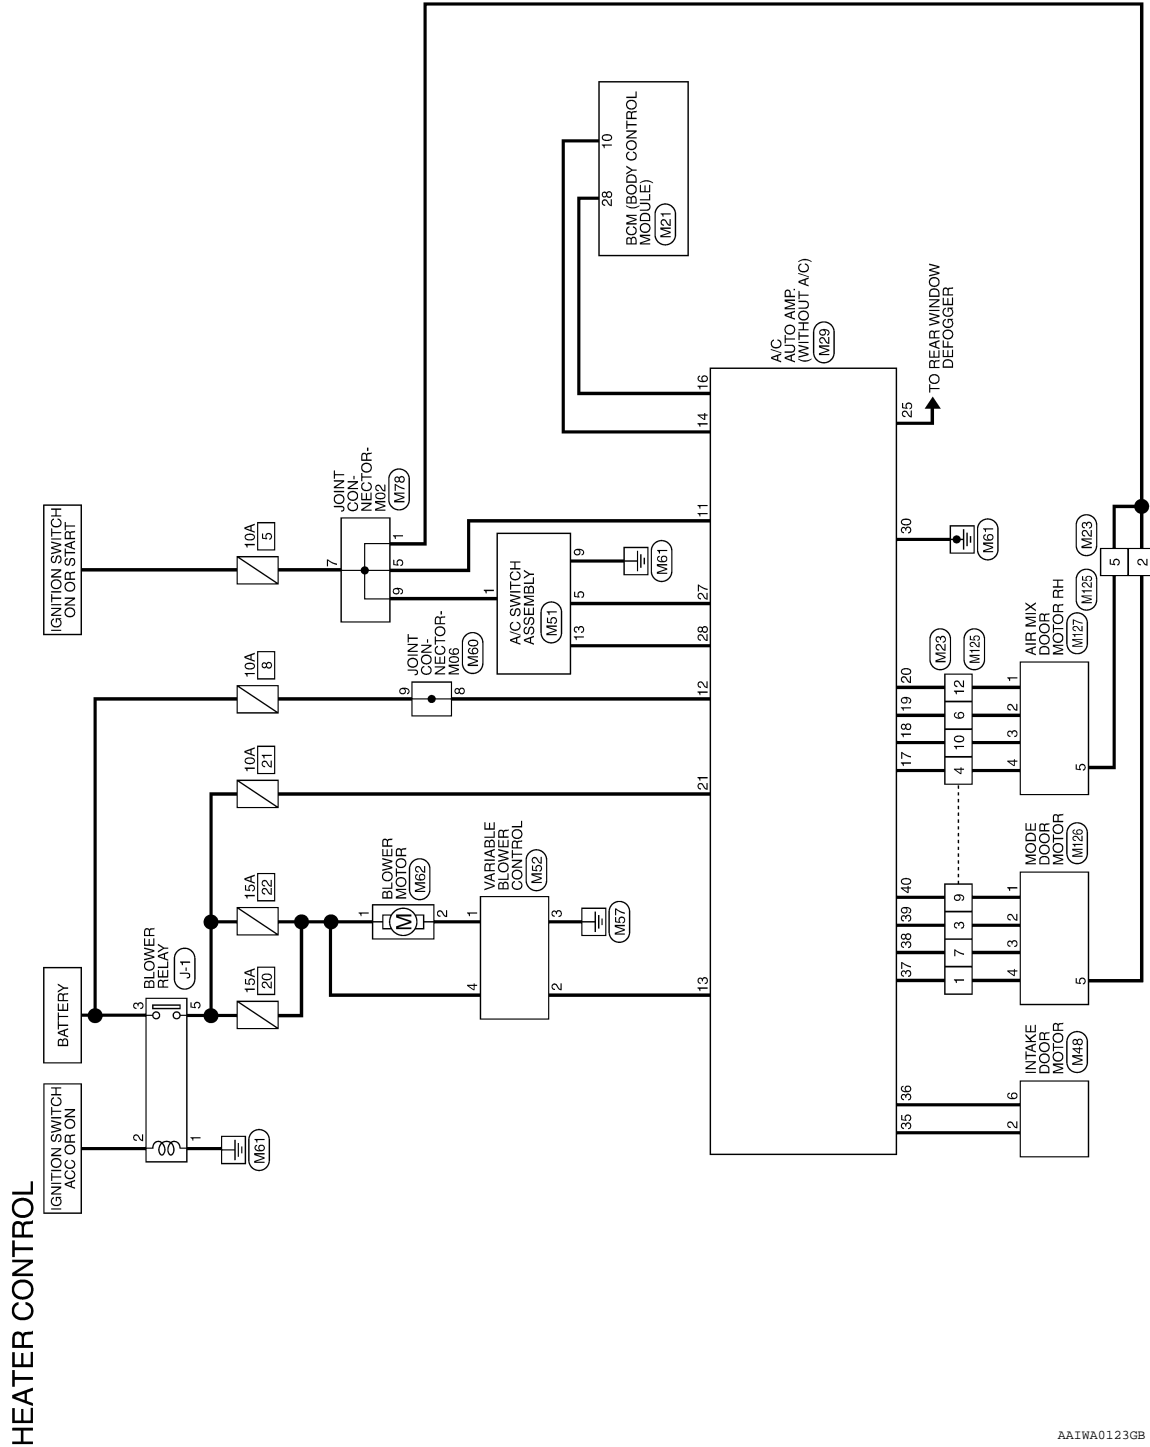 HEATER CONTROL
IGNITION SWITCH
ACC OR ON
BATTERY
IGNITION SWITCH
ON OR START
2
1
M61
3
5
BLOWER
RELAY
J-1
15A
20
15A
22
10A
21
10A
8
10A
5
7
9
5
1
JOINT
CON-
NECTOR-
M02
M78
9
8
JOINT
CON-
NECTOR-
M06
M60
1
M
2
BLOWER
MOTOR
M62
4
1
2
3
VARIABLE
BLOWER
CONTROL
M52
M57
1
A/C SWITCH
ASSEMBLY
M51
13
5
9
M61
10
28
BCM (BODY CONTROL
MODULE)
M21
13
21
12
28
27
11
14
16
A/C
AUTO AMP.
(WITHOUT A/C)
M29
35
36
37
38
39
40
17
18
19
20
30
25
M61
TO REAR WINDOW
DEFOGGER
1
7
3
9
4
10
6
12
M23
M125
2
6
INTAKE
DOOR
MOTOR
M48
4
3
2
1
5
MODE
DOOR
MOTOR
M126
4
3
2
1
5
AIR MIX
DOOR
MOTOR RH
M127
M125
M23
5
2
AAIWA0123GB